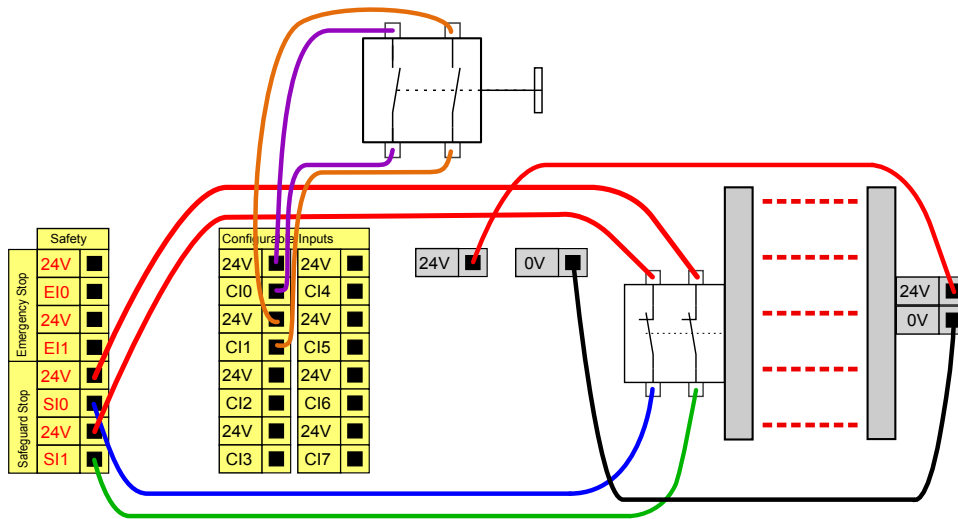 Safety
Emergency Stop
24V
EI0
24V
EI1
Safeguard Stop
24V
SI0
24V
SI1
Configurable Inputs
24V 24V
CI0 CI4
24V 24V
CI1 CI5
24V 24V
CI2 CI6
24V 24V
CI3 CI7
24V 0V
24V
0V